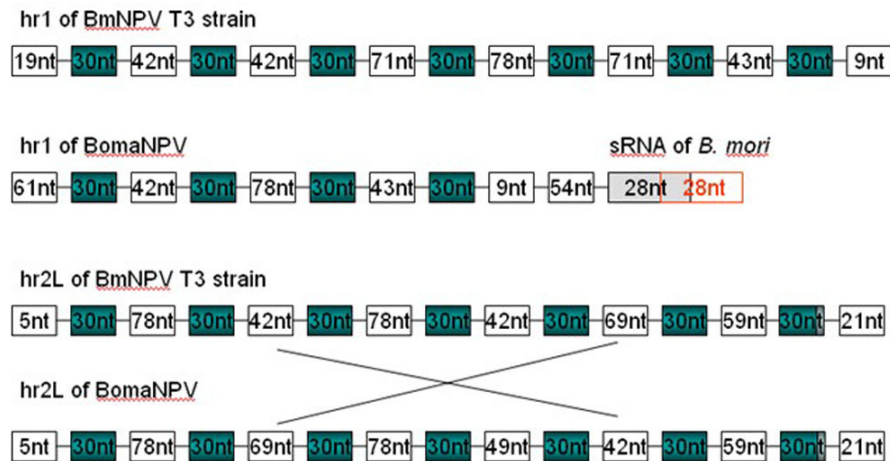 hr1 of BmNPV T3 strain
19nt 30nt 42nt 30nt 42nt 30nt 71nt 30nt 78nt 30nt 71nt 30nt 43nt 30nt 9nt
hr1 of BomaNPV sRNA of B. mori
61nt 30nt 42nt 30nt 78nt 30nt 43nt 30nt 9nt 54nt 28nt 28nt
hr2L of BmNPV T3 strain
5nt 30nt 78nt 30nt 42nt 30nt 78nt 30nt 42nt 30nt 69nt 30nt 59nt 30nt 21nt
hr2L of BomaNPV
5nt 30nt 78nt 30nt 69nt 30nt 78nt 30nt 49nt 30nt 42nt 30nt 59nt 30nt 21nt